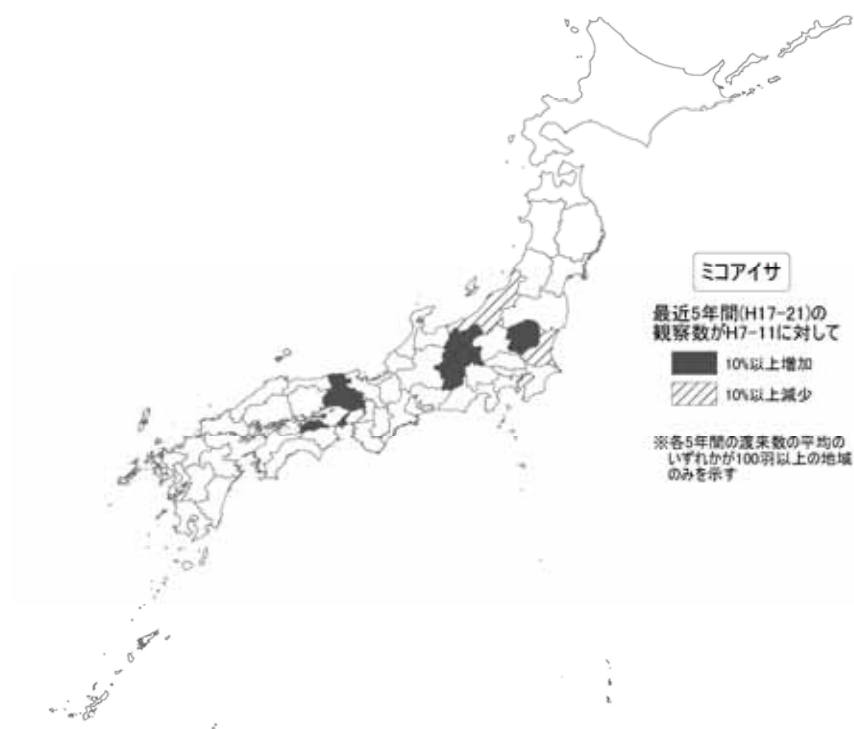 ミコアイサ
最近5年間(H17-21)の
観察数がH7-11に対して
10%以上増加
10%以上減少
※各5年間の渡来数の平均の
いずれかが100羽以上の地域
のみを示す